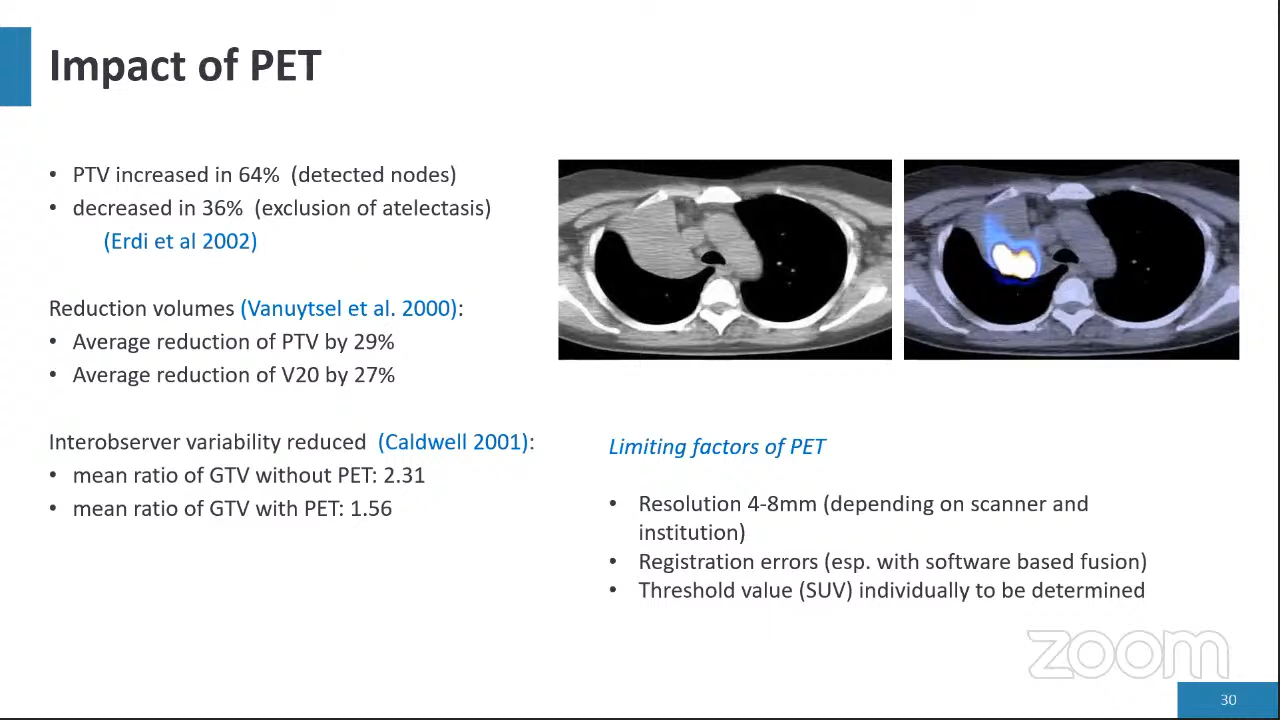 Impact of PET
• PTV increased in 64% (detected nodes)
• decreased in 36% (exclusion of atelectasis)
(Erdi et al 2002)
Reduction volumes (Vanuytsel et al. 2000):
• Average reduction of PTV by 29%
• Average reduction of V20 by 27%
Interobserver variability reduced (Caldwell 2001):
• mean ratio of GTV without PET: 2.31
• mean ratio of GTV with PET: 1.56
Limiting factors of PET
• Resolution 4-8mm (depending on scanner and
institution)
• Registration errors (esp. with software based fusion)
• Threshold value (SUV) individually to be determined
zoom
30